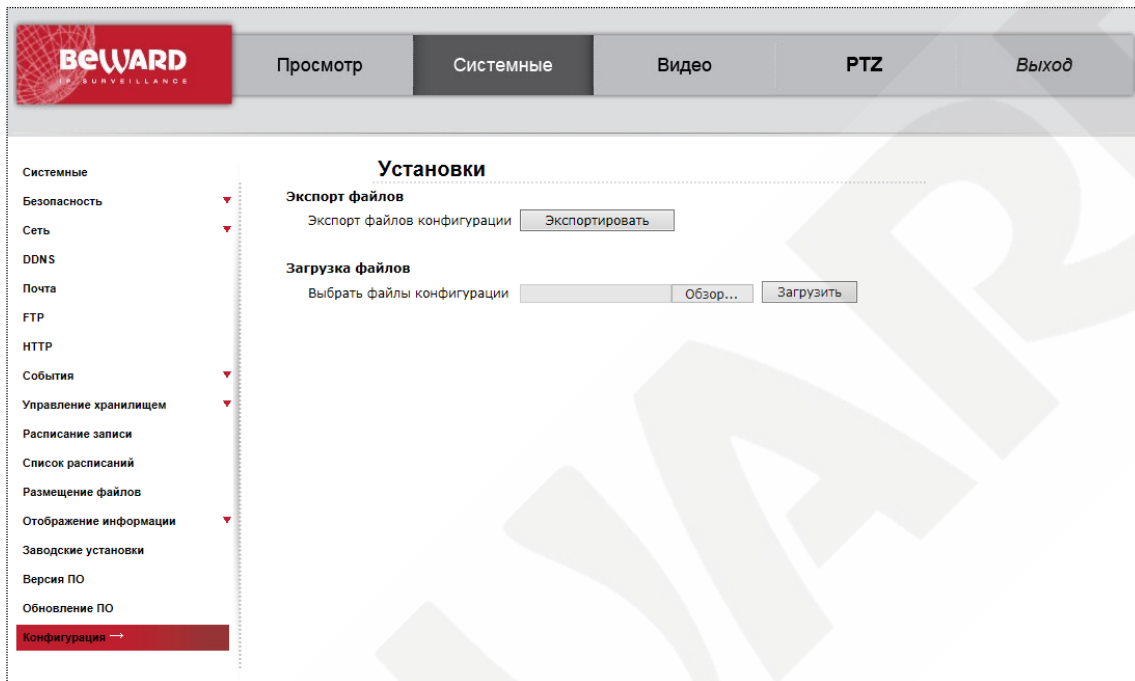 BEWARD
IP SURVEILLANCE
Просмотр
Системные
Видео
PTZ
Выход
Системные
Безопасность
Сеть
DDNS
Почта
FTP
HTTP
События
Управление хранилищем
Расписание записи
Список расписаний
Размещение файлов
Отображение информации
Заводские установки
Версия ПО
Обновление ПО
Конфигурация →
Установки
Экспорт файлов
Экспорт файлов конфигурации Экспортировать
Загрузка файлов
Выбрать файлы конфигурации Обзор... Загрузить